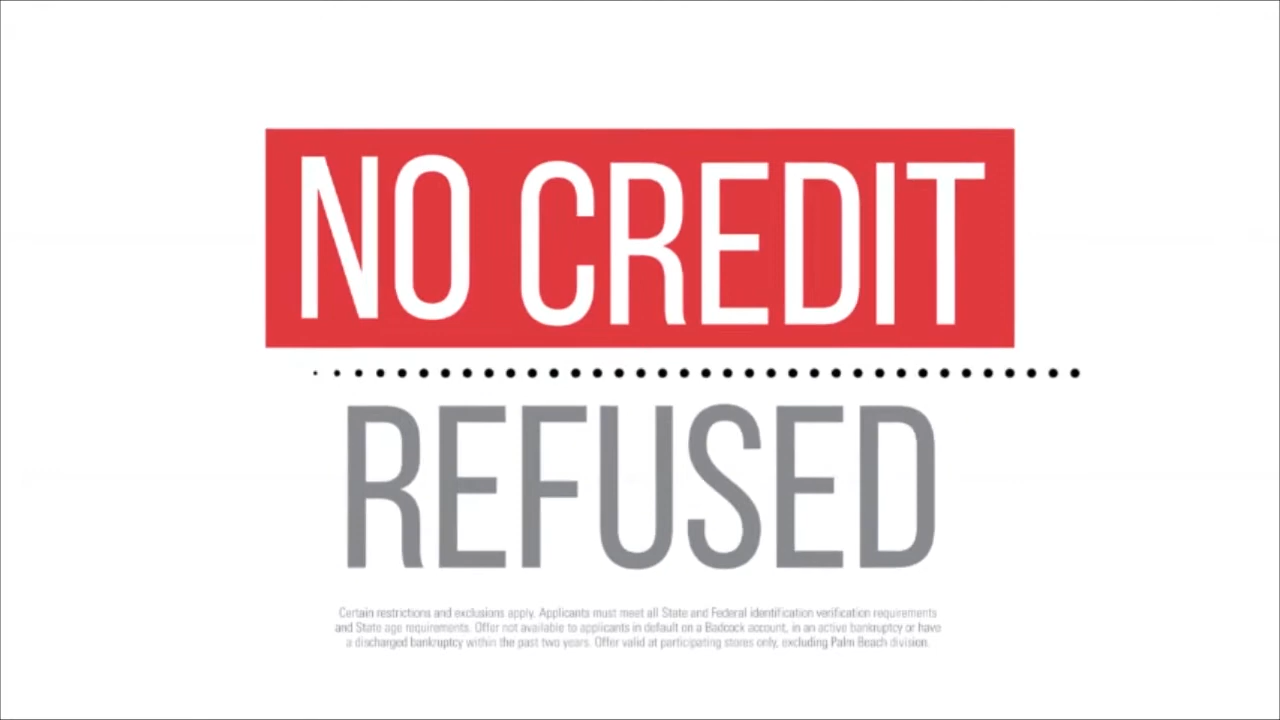 NO CREDIT
REFUSED
Certain restrictions and exclusions apply. Applicants must meet all State and Federal identification verification requirements
and State age requirements. Offer not available to applicants in default on a Badcock account, in an active bankruptcy or have
a discharged bankruptcy within the past two years. Offer valid at participating stores only, excluding Palm Beach division.